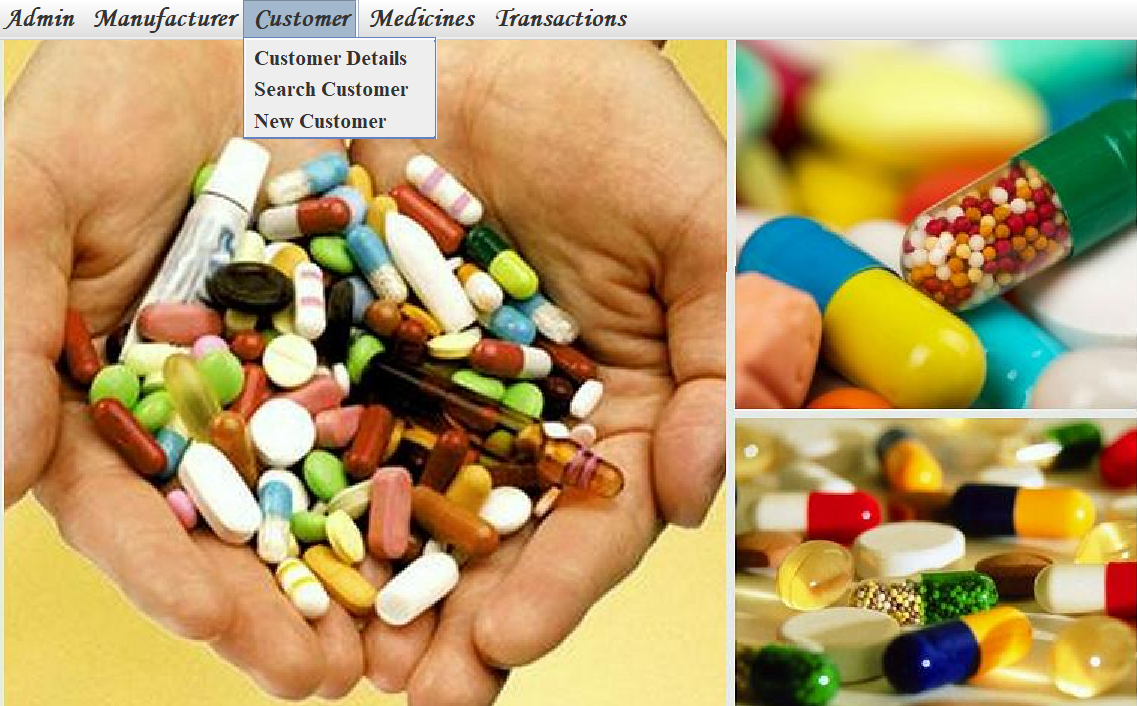 Admin Manufacturer Customer Medicines Transactions
Customer Details
Search Customer
New Customer